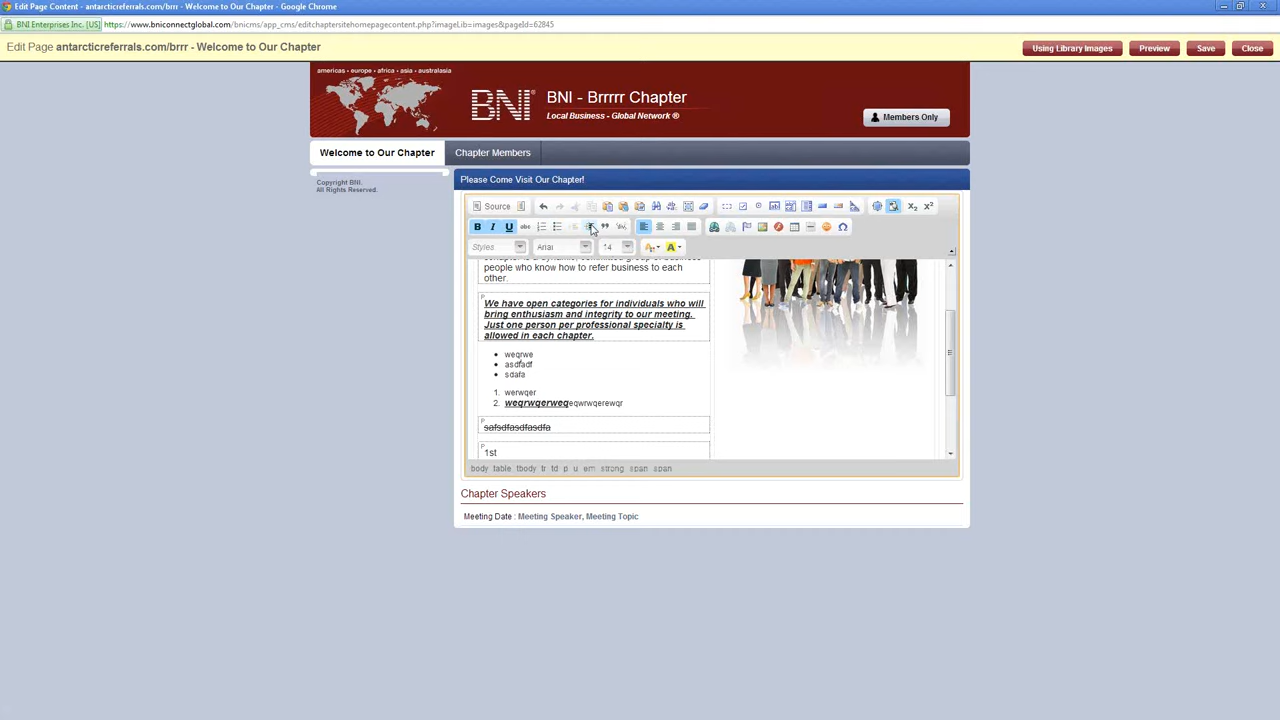 Edit Page Content - antarcticreferrals.com/brrr - Welcome to Our Chapter - Google Chrome
BNI Enterprises Inc. [US] https://www.bniconnectglobal.com/bnicms/app_cms/editchaptersitehomepagecontent.php?imageLib=images&pageId=62845
Edit Page antarcticreferrals.com/brrr - Welcome to Our Chapter
Using Library Images Preview Save Close
americas • europe • africa • asia • australasia
BNI® BNI - Brrrrr Chapter
Local Business - Global Network ®
Members Only
Welcome to Our Chapter Chapter Members
Copyright BNI.
All Rights Reserved.
Please Come Visit Our Chapter!
Source
B I U abc
Styles Arial 14
people who know how to refer business to each
other.
P
We have open categories for individuals who will
bring enthusiasm and integrity to our meeting.
Just one person per professional specialty is
allowed in each chapter.
• weqrwe
• asdfadf
• sdafa
1. werwqer
2. weqrwqerweqeqwrwqerewqr
P
safsdfasdfasdfa
P
1st
body table tbody tr td p u em strong span span
Chapter Speakers
Meeting Date : Meeting Speaker, Meeting Topic